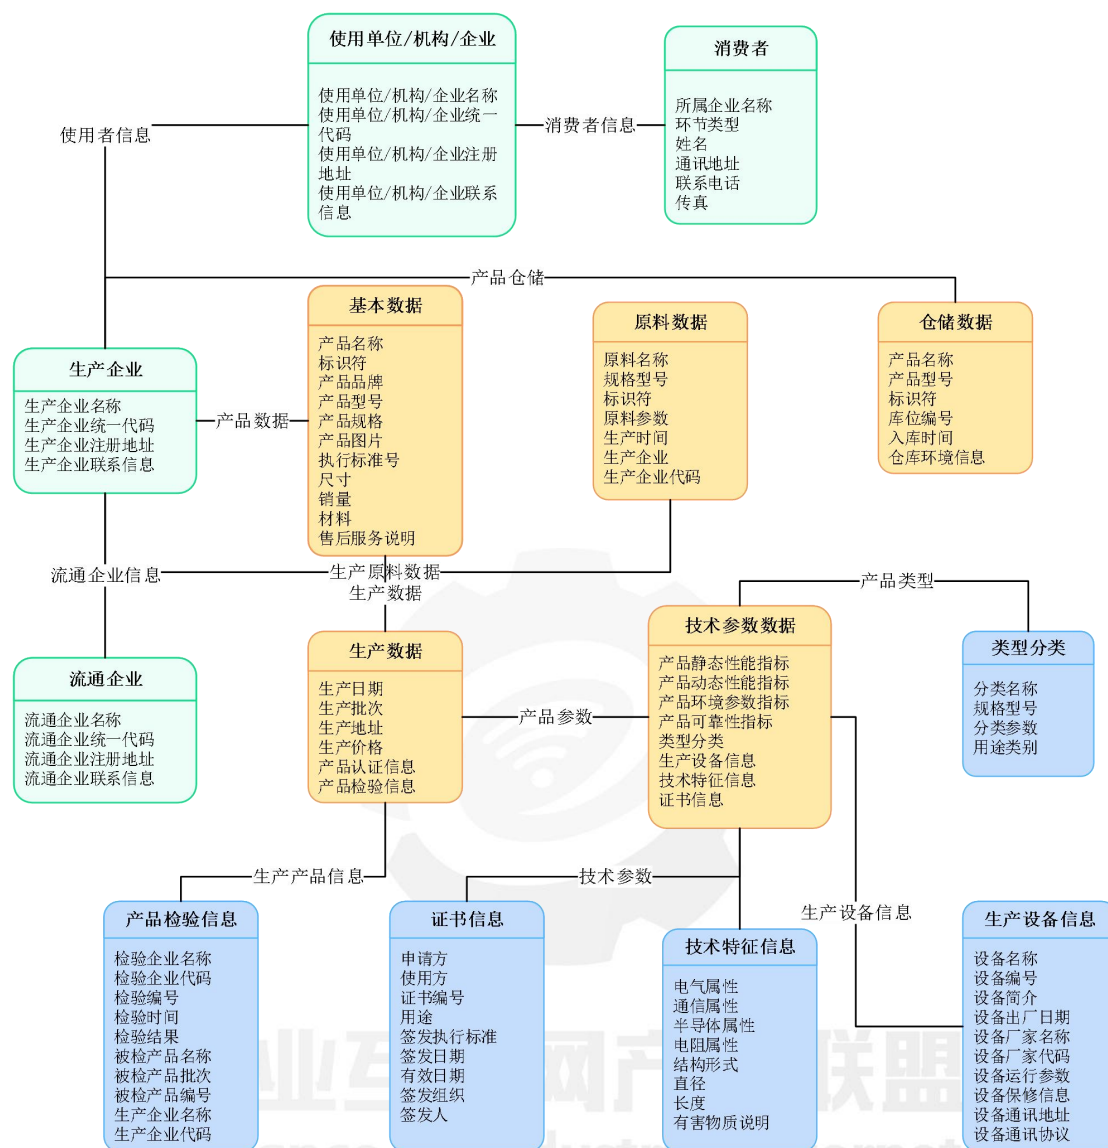 使用单位/机构/企业
使用单位/机构/企业名称
使用单位/机构/企业统一
代码
使用单位/机构/企业注册
地址
使用单位/机构/企业联系
信息
消费者
所属企业名称
环节类型
姓名
通讯地址
联系电话
传真
使用者信息
消费者信息
产品仓储
生产企业
生产企业名称
生产企业统一代码
生产企业注册地址
生产企业联系信息
产品数据
基本数据
产品名称
标识符
产品品牌
产品型号
产品规格
产品图片
执行标准号
尺寸
销量
材料
售后服务说明
原料数据
原料名称
规格型号
标识符
原料参数
生产时间
生产企业
生产企业代码
仓储数据
产品名称
产品型号
标识符
库位编号
入库时间
仓库环境信息
流通企业信息
生产原料数据
生产数据
产品类型
流通企业
流通企业名称
流通企业统一代码
流通企业注册地址
流通企业联系信息
生产数据
生产日期
生产批次
生产地址
生产价格
产品认证信息
产品检验信息
产品参数
技术参数数据
产品静态性能指标
产品动态性能指标
产品环境参数指标
产品可靠性指标
类型分类
生产设备信息
技术特征信息
证书信息
类型分类
分类名称
规格型号
分类参数
用途类别
生产产品信息
技术参数
生产设备信息
产品检验信息
检验企业名称
检验企业代码
检验编号
检验时间
检验结果
被检产品名称
被检产品批次
被检产品编号
生产企业名称
生产企业代码
证书信息
申请方
使用方
证书编号
用途
签发执行标准
签发日期
有效日期
签发组织
签发人
技术特征信息
电气属性
通信属性
半导体属性
电阻属性
结构形式
直径
长度
有害物质说明
生产设备信息
设备名称
设备编号
设备简介
设备出厂日期
设备厂家名称
设备厂家代码
设备运行参数
设备保修信息
设备通讯地址
设备通讯协议